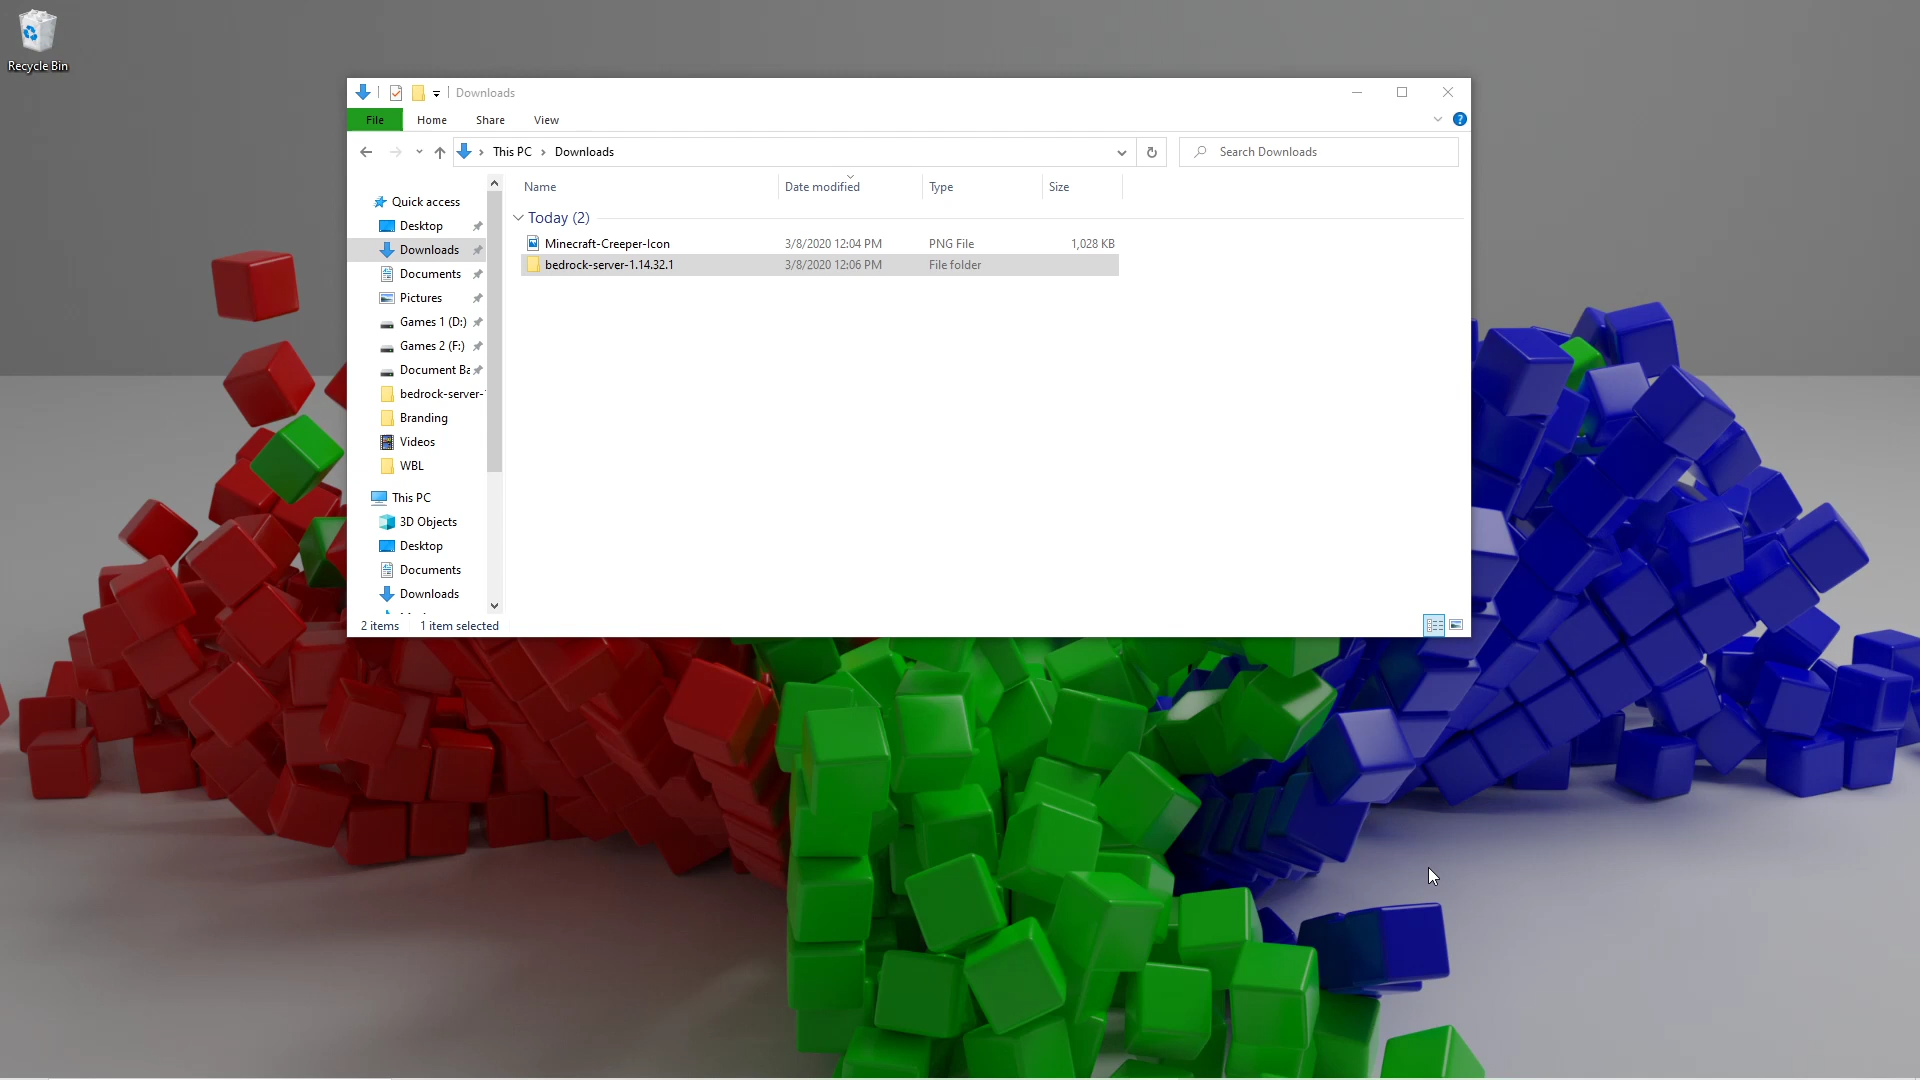 Recycle Bin
Downloads
File Home Share View
This PC Downloads
Search Downloads
Name Date modified Type Size
Today (2)
Minecraft-Creeper-Icon 3/8/2020 12:04 PM PNG File 1,028 KB
bedrock-server-1.14.32.1 3/8/2020 12:06 PM File folder
Quick access
Desktop
Downloads
Documents
Pictures
Games 1 (D:)
Games 2 (F:)
Document Ba
bedrock-server-
Branding
Videos
WBL
This PC
3D Objects
Desktop
Documents
Downloads
2 items 1 item selected